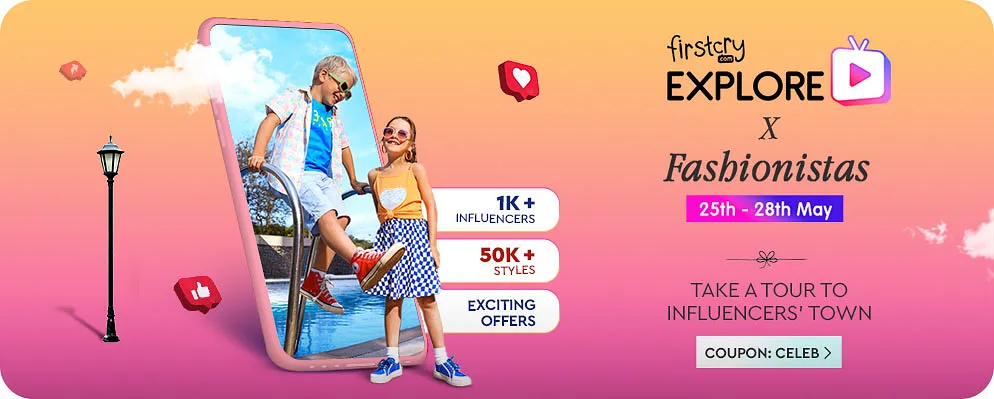 firstcry
.com
EXPLORE
X
Fashionistas
25th - 28th May
1K +
INFLUENCERS
50K +
STYLES
EXCITING
OFFERS
TAKE A TOUR TO
INFLUENCERS' TOWN
COUPON: CELEB >